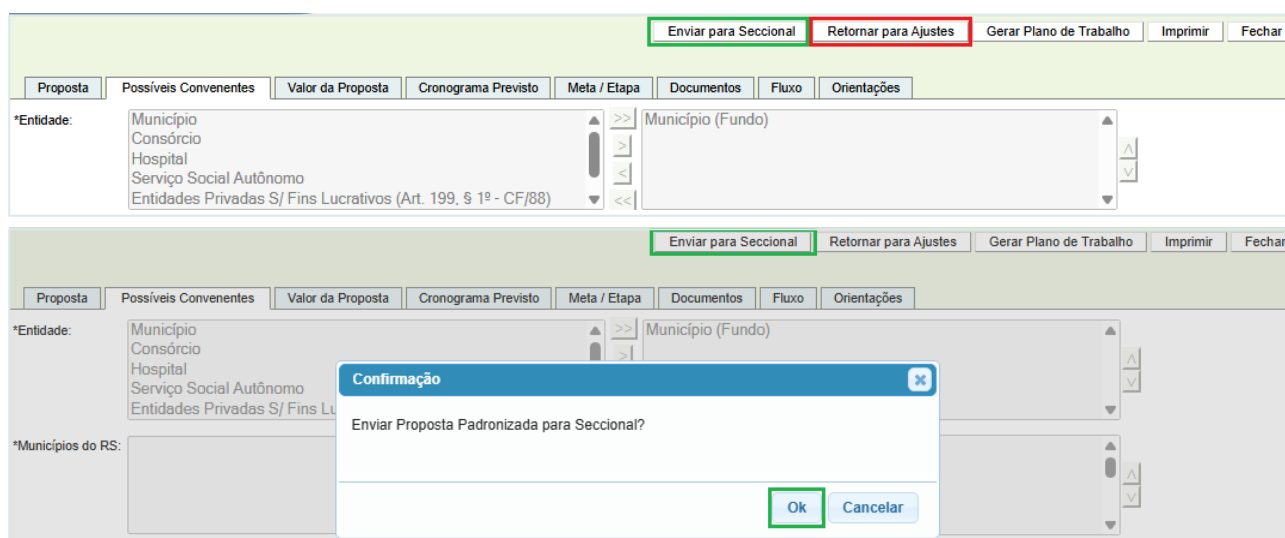 Enviar para Seccional Retornar para Ajustes Gerar Plano de Trabalho Imprimir Fechar
Proposta Possíveis Convenentes Valor da Proposta Cronograma Previsto Meta / Etapa Documentos Fluxo Orientações
*Entidade: Município >> Município (Fundo)
Consórcio
Hospital >
Serviço Social Autônomo <
Entidades Privadas S/ Fins Lucrativos (Art. 199, § 1º - CF/88) <<
Enviar para Seccional Retornar para Ajustes Gerar Plano de Trabalho Imprimir Fechar
Proposta Possíveis Convenentes Valor da Proposta Cronograma Previsto Meta / Etapa Documentos Fluxo Orientações
*Entidade: Município >> Município (Fundo)
Consórcio >
Hospital
Serviço Social Autônomo
Entidades Privadas S/ Fins Lu
Confirmação
Enviar Proposta Padronizada para Seccional?
*Municípios do RS:
Ok Cancelar